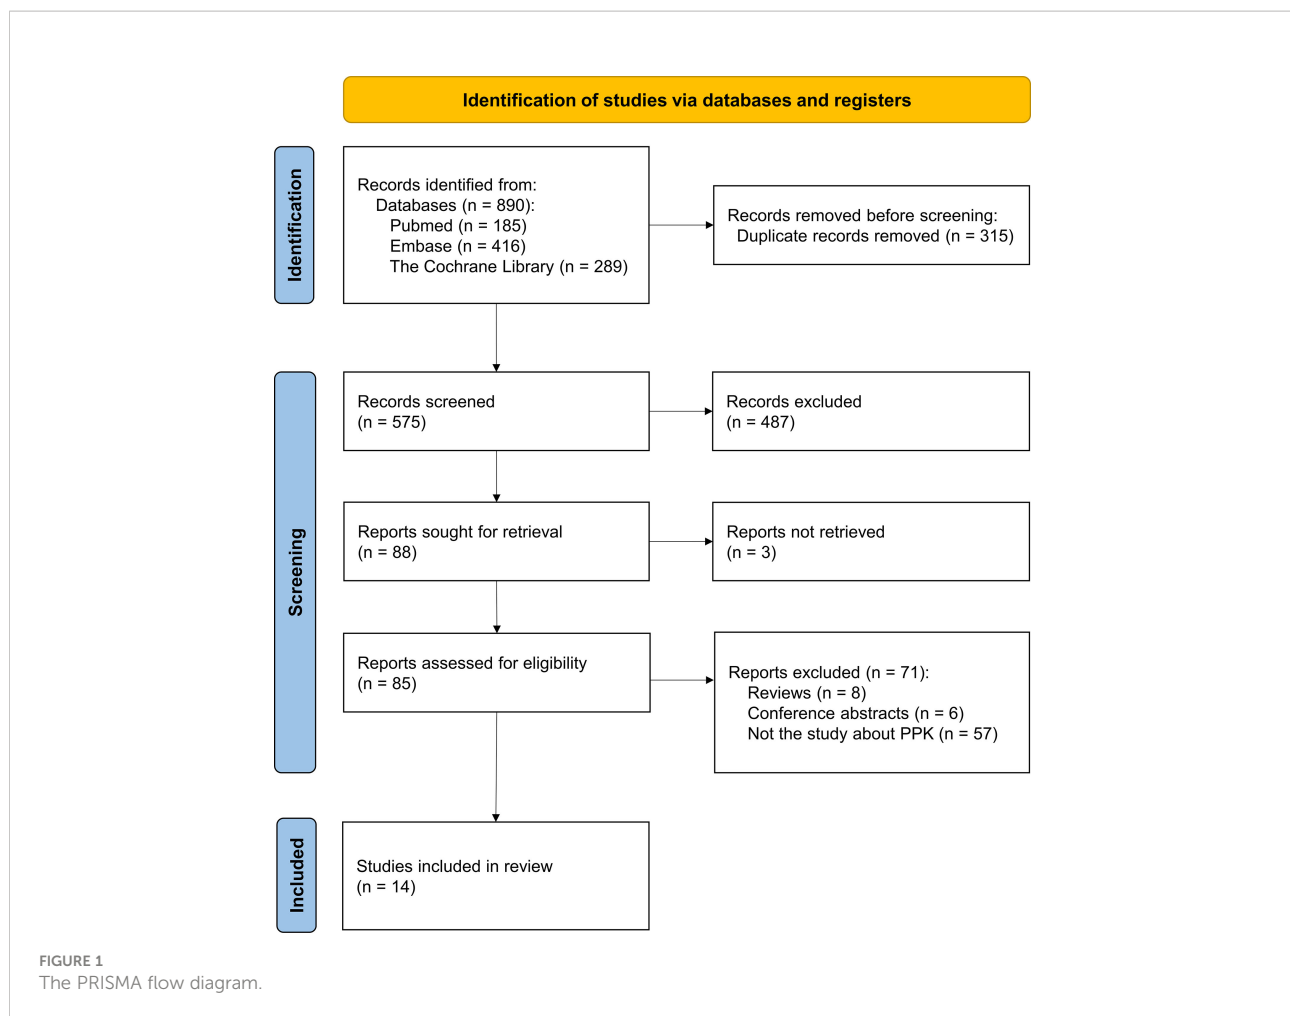 Identification of studies via databases and registers
Identification
Records identified from:
Databases (n = 890):
Pubmed (n = 185)
Embase (n = 416)
The Cochrane Library (n = 289)
Records removed before screening:
Duplicate records removed (n = 315)
Screening
Records screened
(n = 575)
Records excluded
(n = 487)
Reports sought for retrieval
(n = 88)
Reports not retrieved
(n = 3)
Reports assessed for eligibility
(n = 85)
Reports excluded (n = 71):
Reviews (n = 8)
Conference abstracts (n = 6)
Not the study about PPK (n = 57)
Included
Studies included in review
(n = 14)
FIGURE 1
The PRISMA flow diagram.